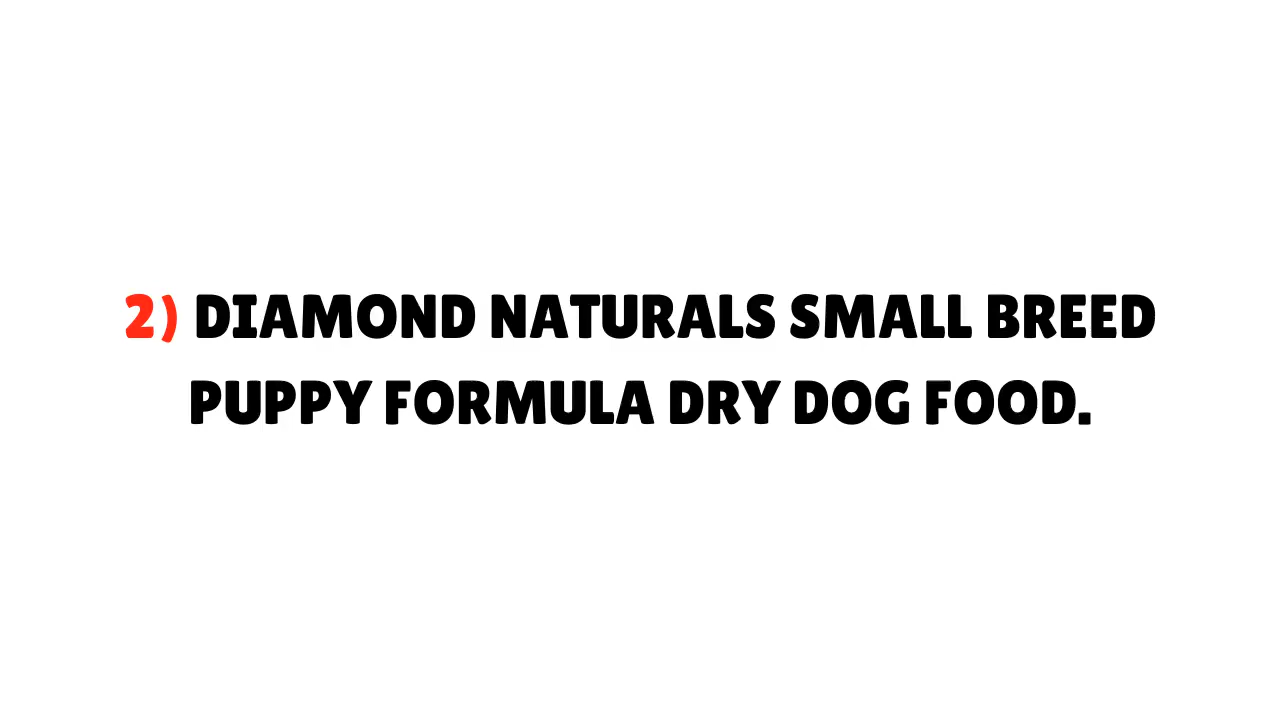 2) DIAMOND NATURALS SMALL BREED
PUPPY FORMULA DRY DOG FOOD.